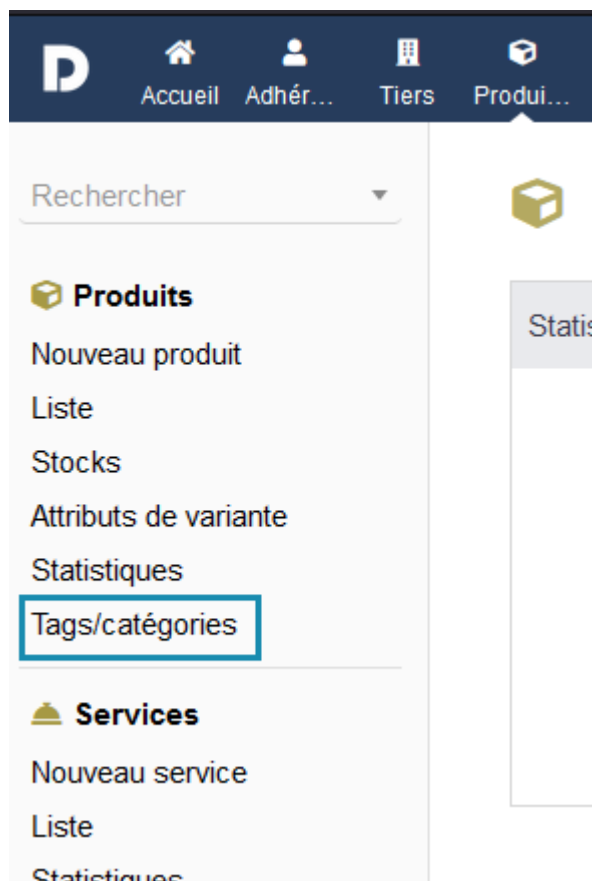 D
Accueil Adhér... Tiers Produi...
Rechercher
Produits
Nouveau produit
Statis
Liste
Stocks
Attributs de variante
Statistiques
Tags/catégories
Services
Nouveau service
Liste
Statistiques